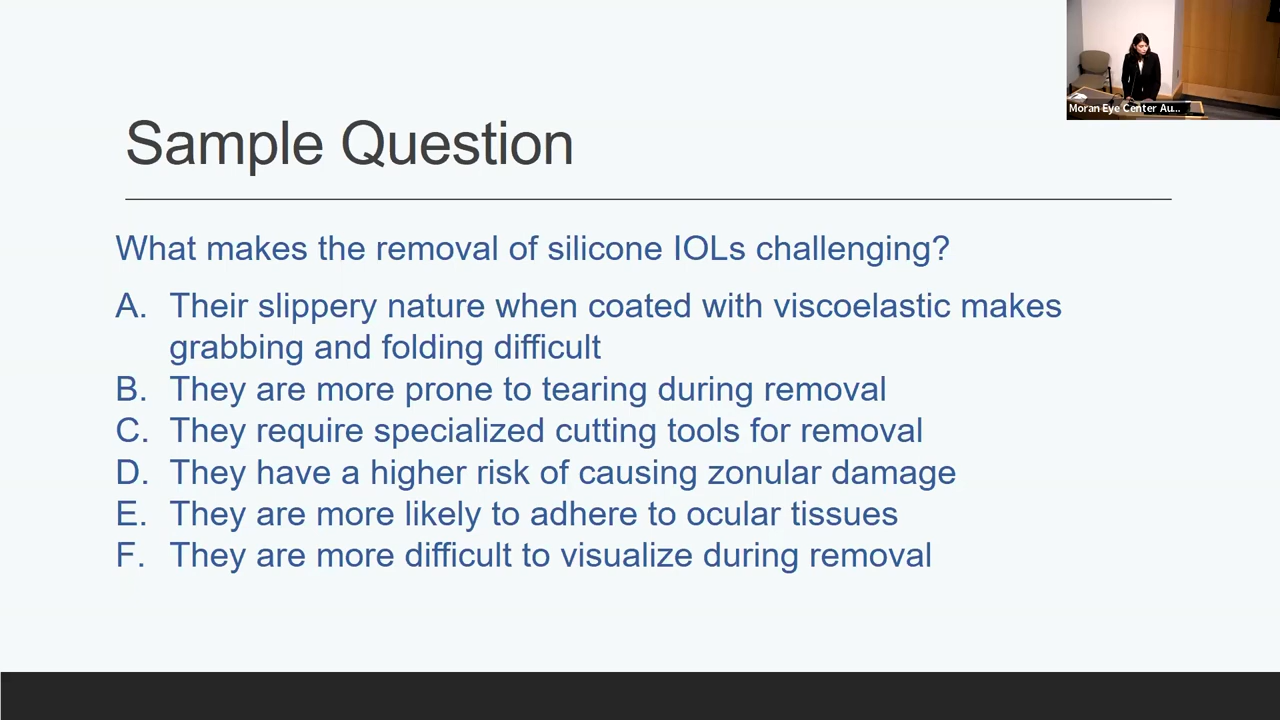 Moran Eye Center Au...
Sample Question
What makes the removal of silicone IOLs challenging?
A. Their slippery nature when coated with viscoelastic makes
grabbing and folding difficult
B. They are more prone to tearing during removal
C. They require specialized cutting tools for removal
D. They have a higher risk of causing zonular damage
E. They are more likely to adhere to ocular tissues
F. They are more difficult to visualize during removal